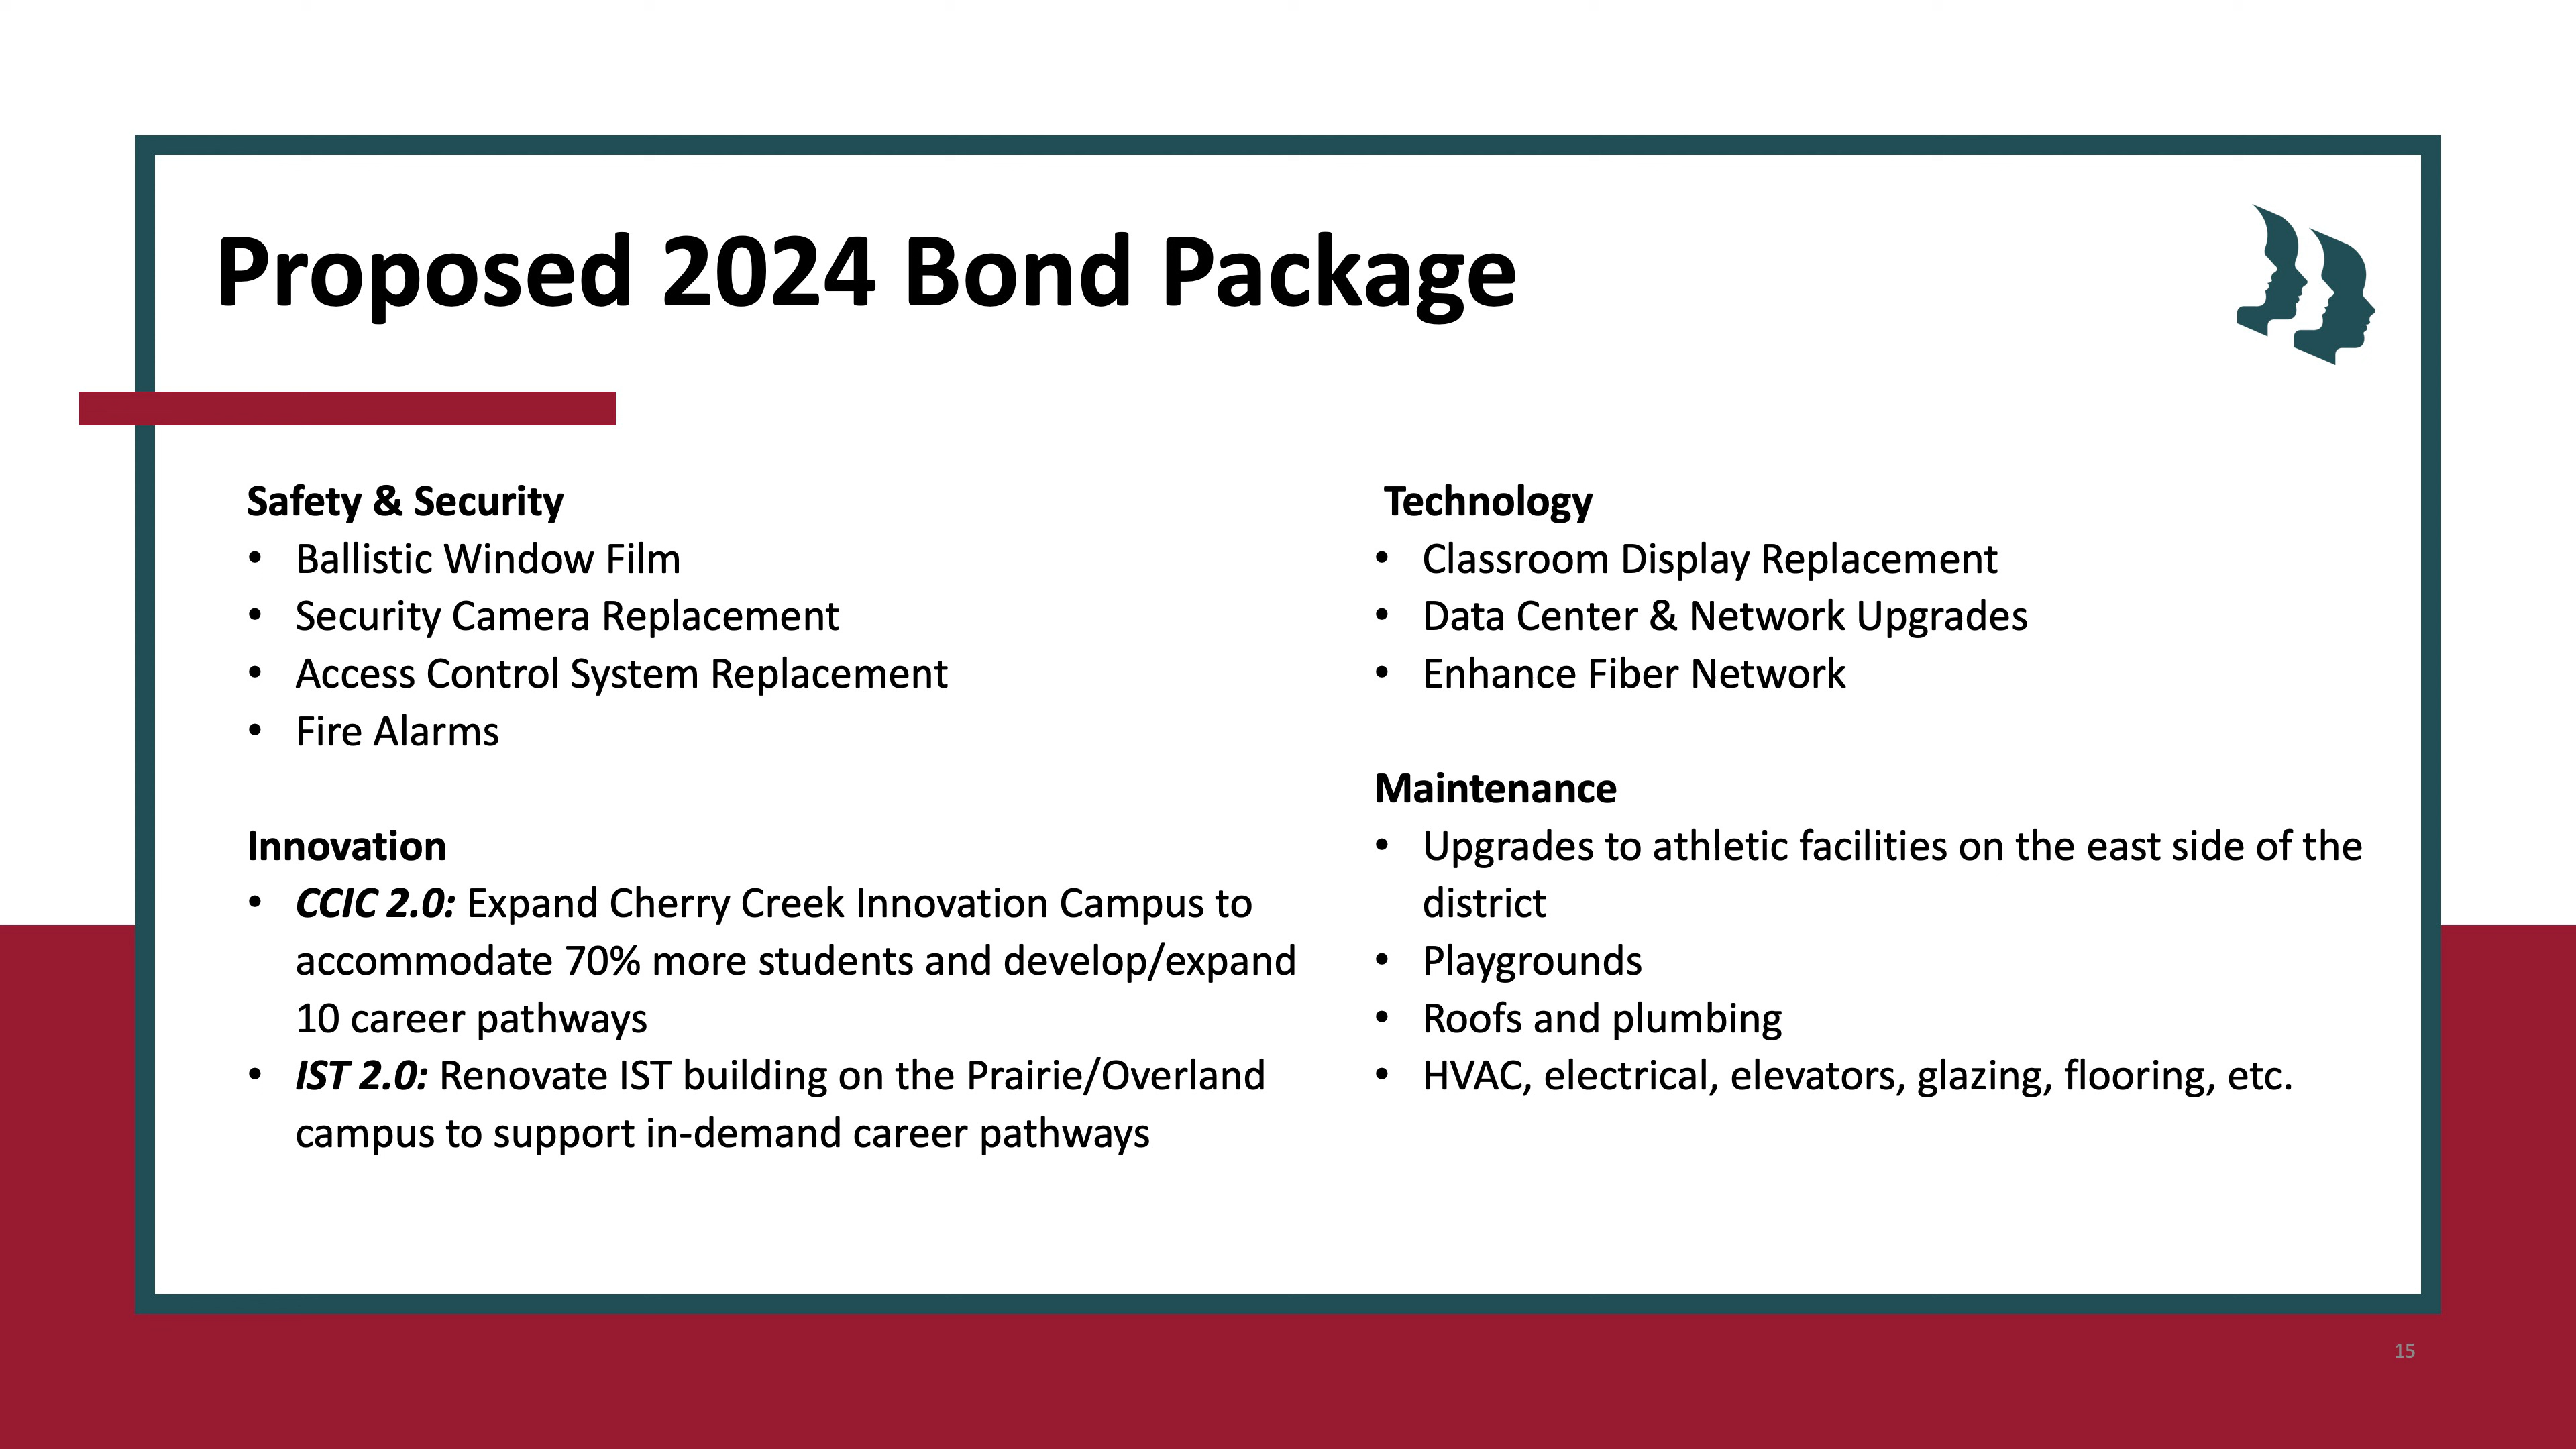 Proposed 2024 Bond Package
Safety & Security
• Ballistic Window Film
• Security Camera Replacement
• Access Control System Replacement
• Fire Alarms
Innovation
• CCIC 2.0: Expand Cherry Creek Innovation Campus to
accommodate 70% more students and develop/expand
10 career pathways
• IST 2.0: Renovate IST building on the Prairie/Overland
campus to support in-demand career pathways
Technology
• Classroom Display Replacement
• Data Center & Network Upgrades
• Enhance Fiber Network
Maintenance
• Upgrades to athletic facilities on the east side of the
district
• Playgrounds
• Roofs and plumbing
• HVAC, electrical, elevators, glazing, flooring, etc.
15